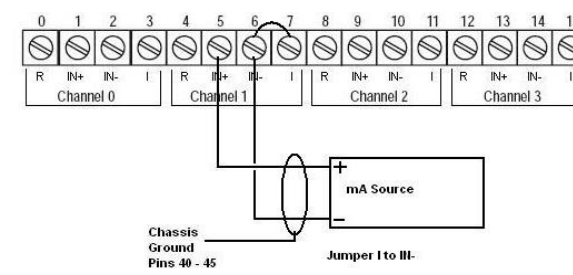 0 1 2 3 4 5 6 7 8 9 10 11 12 13 14
R IN+ IN- I R IN+ IN- I R IN+ IN- I R IN+ IN- I
Channel 0 Channel 1 Channel 2 Channel 3
+
mA Source
-
Chassis
Ground
Pins 40 - 45
Jumper I to IN-